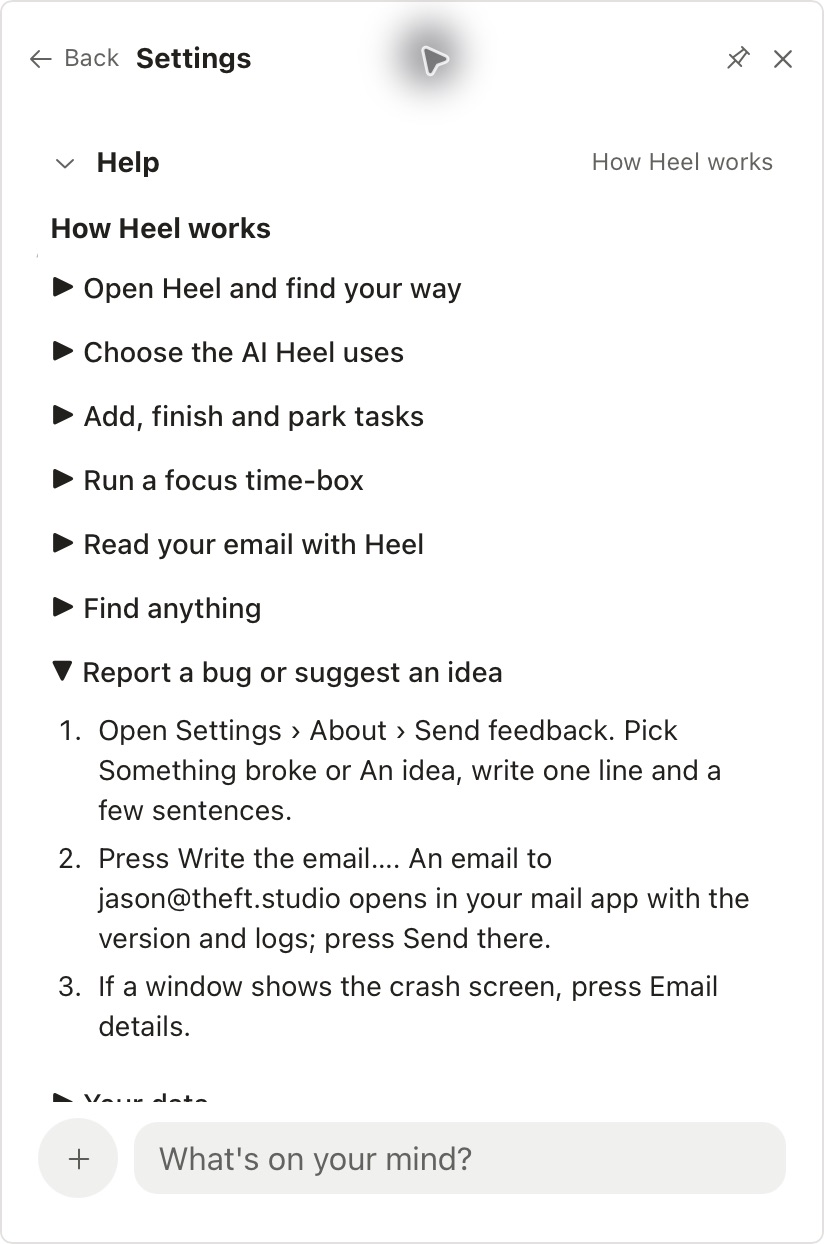 Back Settings
Help How Heel works
How Heel works
Open Heel and find your way
Choose the AI Heel uses
Add, finish and park tasks
Run a focus time-box
Read your email with Heel
Find anything
Report a bug or suggest an idea
1. Open Settings › About › Send feedback. Pick
Something broke or An idea, write one line and a
few sentences.
2. Press Write the email.... An email to
jason@theft.studio opens in your mail app with the
version and logs; press Send there.
3. If a window shows the crash screen, press Email
details.
Your data
What's on your mind?